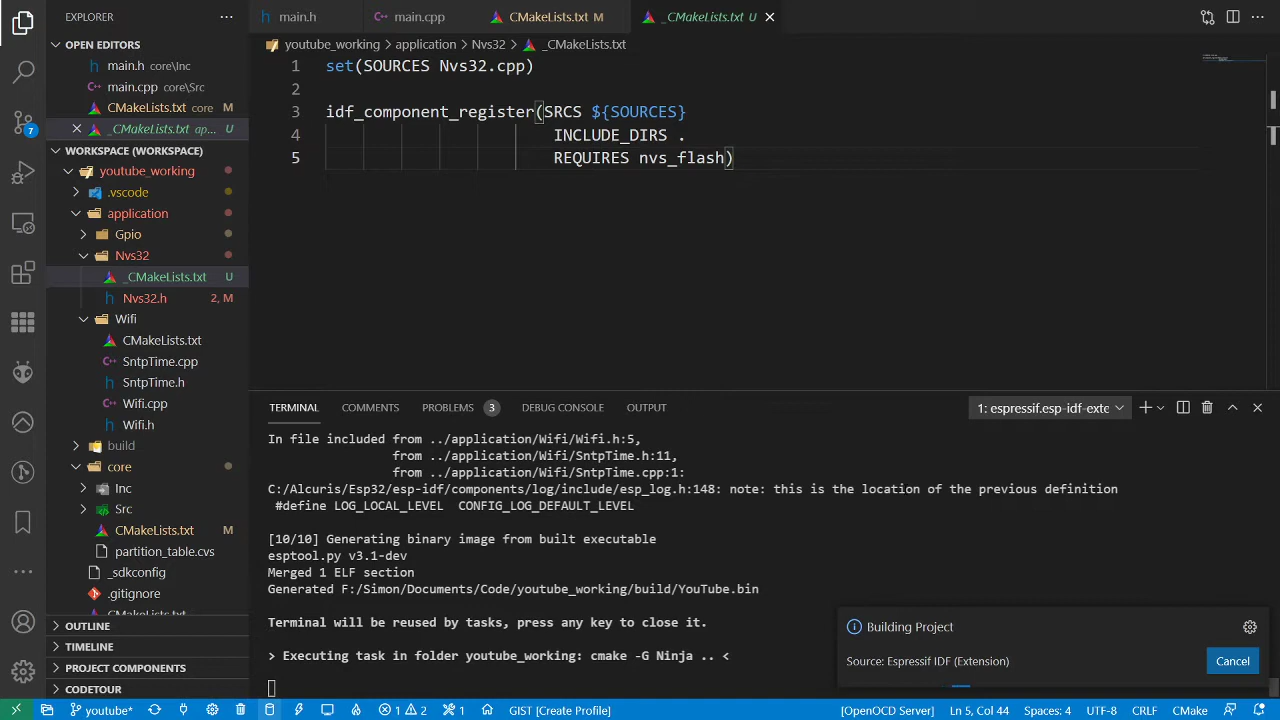 EXPLORER
main.h
main.cpp
CMakeLists.txt M
_CMakeLists.txt U
OPEN EDITORS
main.h core\Inc
main.cpp core\Src
CMakeLists.txt core M
_CMakeLists.txt ap... U
WORKSPACE (WORKSPACE)
youtube_working
.vscode
application
Gpio
Nvs32
_CMakeLists.txt U
Nvs32.h 2, M
Wifi
CMakeLists.txt
SntpTime.cpp
SntpTime.h
Wifi.cpp
Wifi.h
build
core
Inc
Src
CMakeLists.txt M
partition_table.cvs
_sdkconfig
.gitignore
CMakeLists.txt
OUTLINE
TIMELINE
PROJECT COMPONENTS
CODETOUR
7
youtube_working > application > Nvs32 > _CMakeLists.txt
1 set(SOURCES Nvs32.cpp)
2
3 idf_component_register(SRCS ${SOURCES}
4 INCLUDE_DIRS .
5 REQUIRES nvs_flash)
TERMINAL COMMENTS PROBLEMS 3 DEBUG CONSOLE OUTPUT
1: espressif.esp-idf-exte
In file included from ../application/Wifi/Wifi.h:5,
from ../application/Wifi/SntpTime.h:11,
from ../application/Wifi/SntpTime.cpp:1:
C:/Alcuris/Esp32/esp-idf/components/log/include/esp_log.h:148: note: this is the location of the previous definition
#define LOG_LOCAL_LEVEL CONFIG_LOG_DEFAULT_LEVEL
[10/10] Generating binary image from built executable
esptool.py v3.1-dev
Merged 1 ELF section
Generated F:/Simon/Documents/Code/youtube_working/build/YouTube.bin
Terminal will be reused by tasks, press any key to close it.
> Executing task in folder youtube_working: cmake -G Ninja .. <
Building Project
Source: Espressif IDF (Extension)
Cancel
youtube* 1 2 1 GIST [Create Profile] [OpenOCD Server] Ln 5, Col 44 Spaces: 4 UTF-8 CRLF CMake